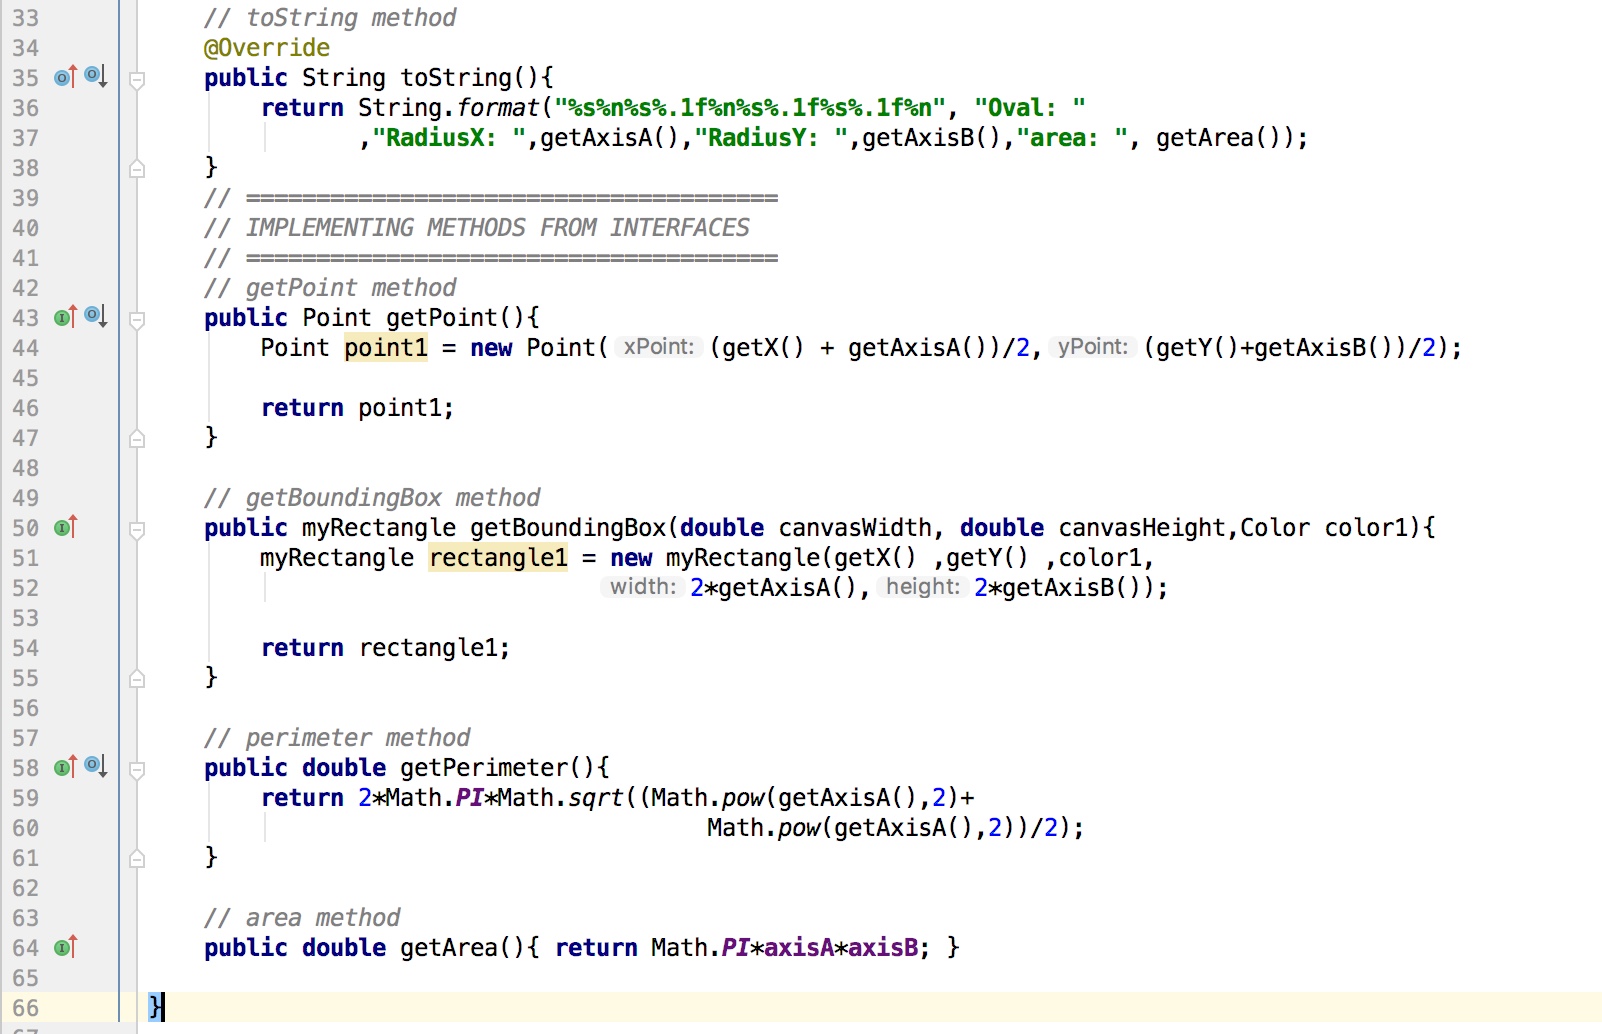 33 // toString method
34 @Override
35 public String toString(){
36 return String.format("%s%n%s%.1f%n%s%.1f%s%.1f%n", "Oval: "
37 ,"RadiusX: ",getAxisA(),"RadiusY: ",getAxisB(),"area: ", getArea());
38 }
39 // ======================================
40 // IMPLEMENTING METHODS FROM INTERFACES
41 // ======================================
42 // getPoint method
43 public Point getPoint(){
44 Point point1 = new Point( xPoint: (getX() + getAxisA())/2, yPoint: (getY()+getAxisB())/2);
45
46 return point1;
47 }
48
49 // getBoundingBox method
50 public myRectangle getBoundingBox(double canvasWidth, double canvasHeight,Color color1){
51 myRectangle rectangle1 = new myRectangle(getX() ,getY() ,color1,
52 width: 2*getAxisA(), height: 2*getAxisB());
53
54 return rectangle1;
55 }
56
57 // perimeter method
58 public double getPerimeter(){
59 return 2*Math.PI*Math.sqrt((Math.pow(getAxisA(),2)+
60 Math.pow(getAxisA(),2))/2);
61 }
62
63 // area method
64 public double getArea(){ return Math.PI*axisA*axisB; }
65
66 }